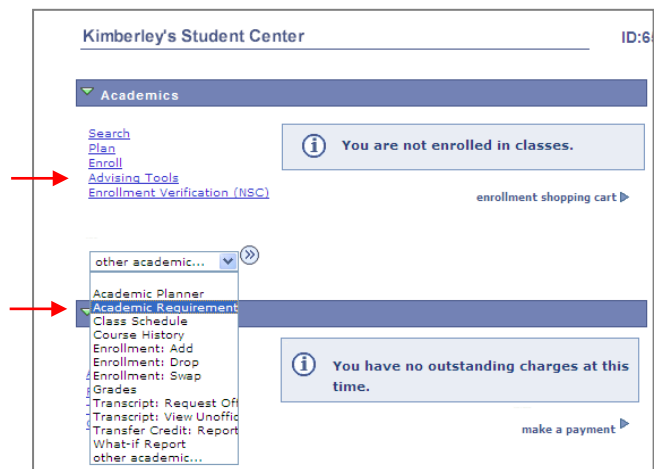 Kimberley's Student Center
ID:6
Academics
Search
Plan
Enroll
Advising Tools
Enrollment Verification (NSC)
You are not enrolled in classes.
enrollment shopping cart
other academic...
Academic Planner
Academic Requirement
Class Schedule
Course History
Enrollment: Add
Enrollment: Drop
Enrollment: Swap
Grades
Transcript: Request Off
Transcript: View Unoffic
Transfer Credit: Report
What-if Report
other academic...
You have no outstanding charges at this
time.
make a payment